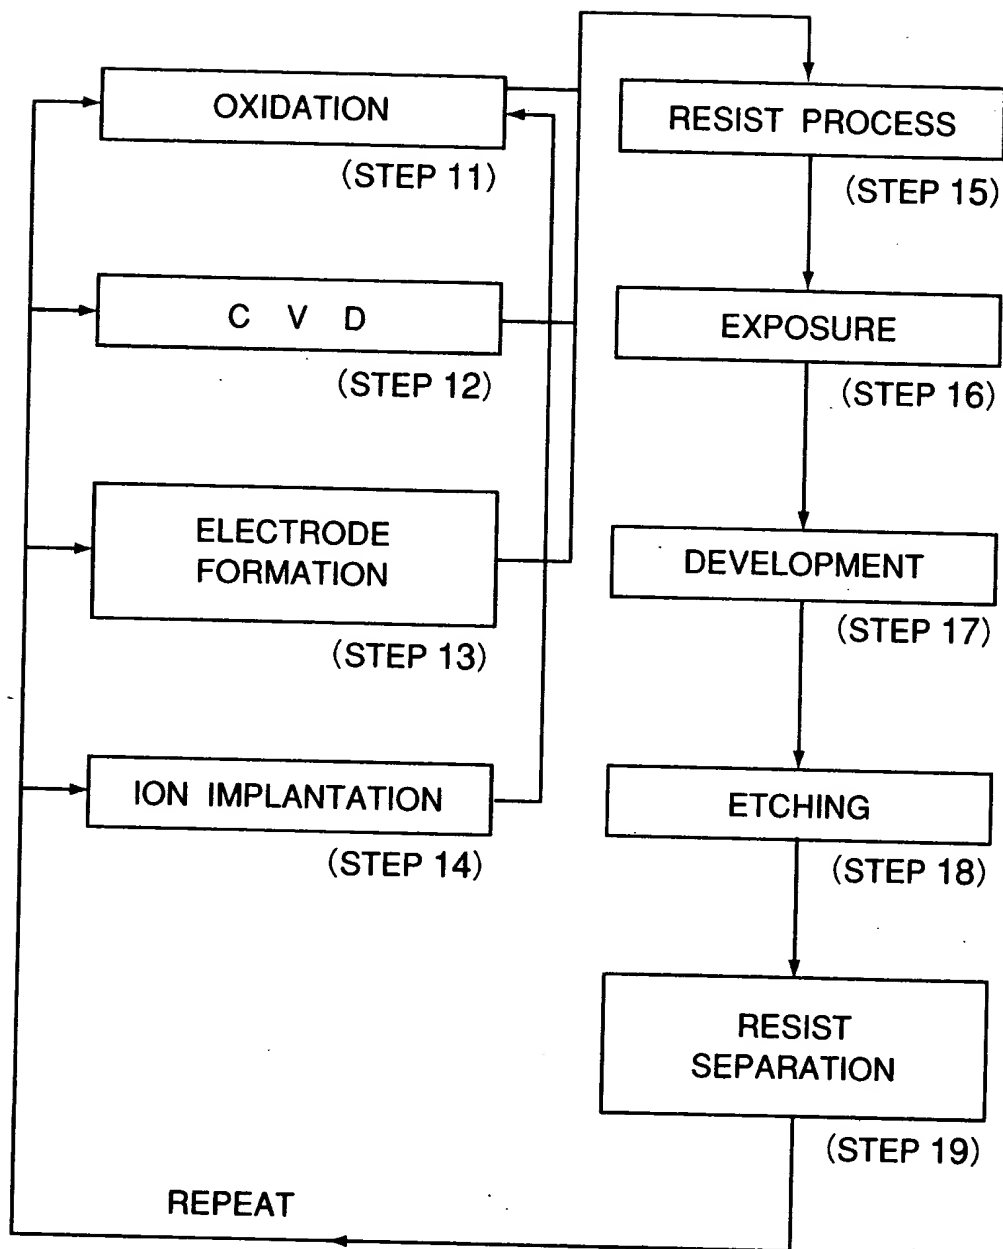 OXIDATION
(STEP 11)
C V D
(STEP 12)
ELECTRODE
FORMATION
(STEP 13)
ION IMPLANTATION
(STEP 14)
RESIST PROCESS
(STEP 15)
EXPOSURE
(STEP 16)
DEVELOPMENT
(STEP 17)
ETCHING
(STEP 18)
RESIST
SEPARATION
(STEP 19)
REPEAT